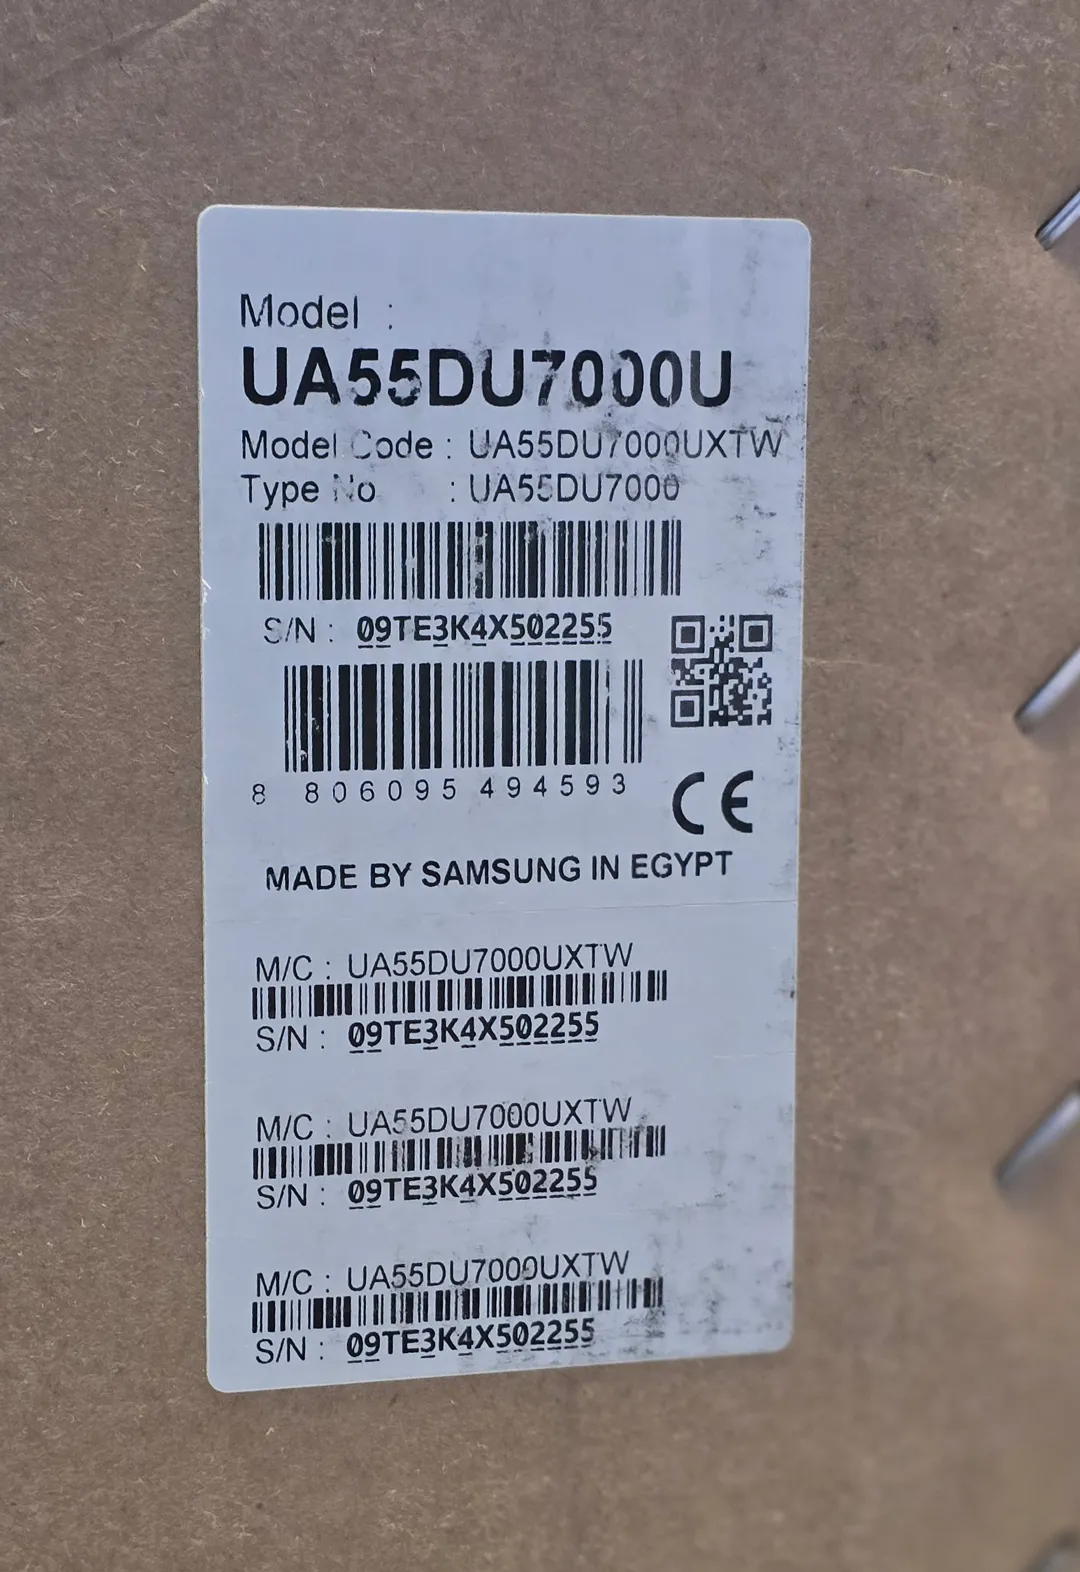 Model :
UA55DU7000U
Model Code : UA55DU7000UXTW
Type No : UA55DU7000
S/N : 09TE3K4X502255
8 806095 494593
CE
MADE BY SAMSUNG IN EGYPT
M/C : UA55DU7000UXTW
S/N : 09TE3K4X502255
M/C : UA55DU7000UXTW
S/N : 09TE3K4X502255
M/C : UA55DU7000UXTW
S/N : 09TE3K4X502255